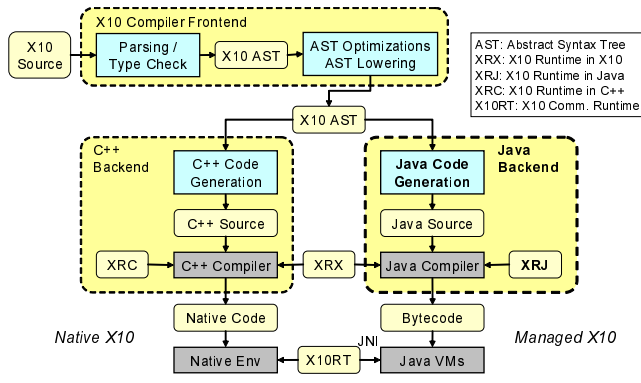 X10 Compiler Frontend
X10
Source
Parsing /
Type Check
X10 AST
AST Optimizations
AST Lowering
AST: Abstract Syntax Tree
XRX: X10 Runtime in X10
XRJ: X10 Runtime in Java
XRC: X10 Runtime in C++
X10RT: X10 Comm. Runtime
X10 AST
C++
Backend
C++ Code
Generation
Java Code
Generation
Java
Backend
C++ Source
Java Source
XRC
C++ Compiler
XRX
Java Compiler
XRJ
Native Code
Bytecode
Native X10
Managed X10
JNI
Native Env
X10RT
Java VMs